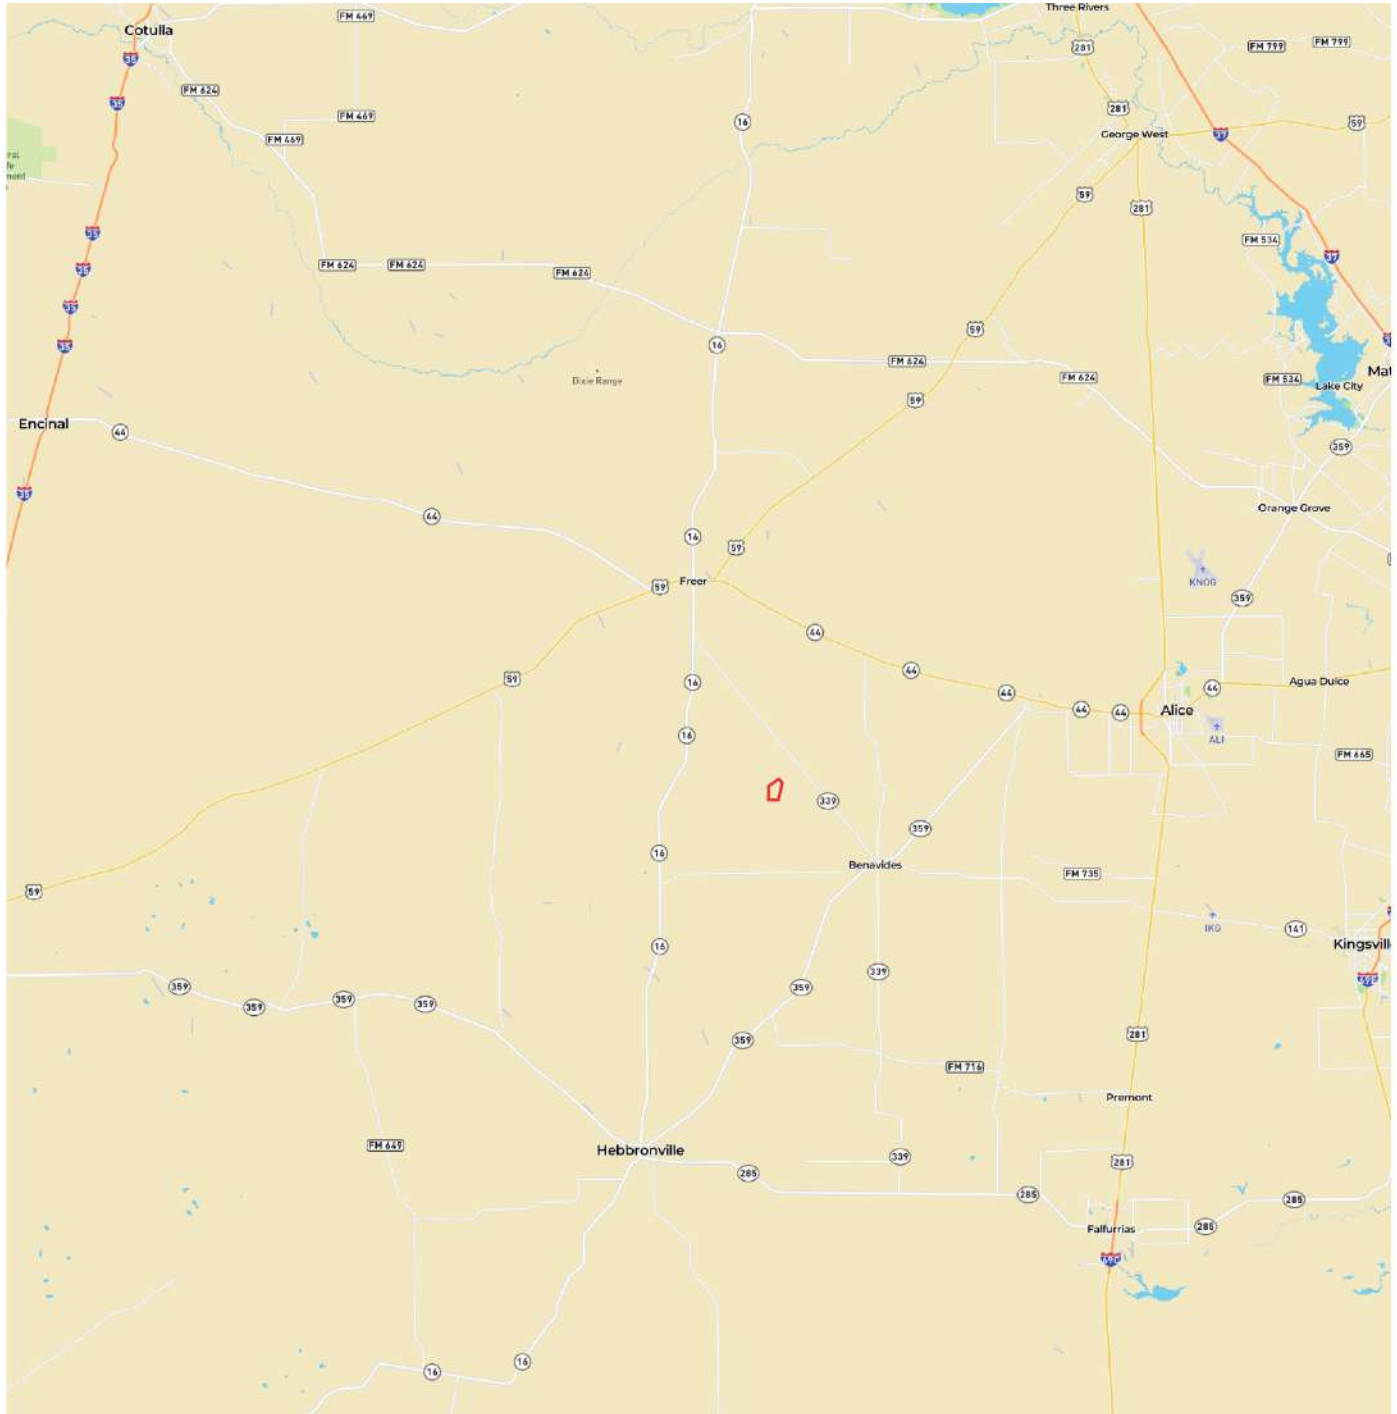 Three Rivers
FM 469
Cotulla
281
FM 799
FM 799
35
FM 624
35
281
FM 469
16
59
George West
37
FM 469
59
281
35
FM 534
37
FM 624
FM 624
35
FM 624
35
59
16
35
FM 624
Dixie Range
FM 624
FM 534
Lake City
59
Encinal
44
359
35
Orange Grove
44
16
59
KNOG
Freer
59
359
44
44
59
16
44
Agua Dulce
44
44
44
Alice
16
ALI
FM 665
339
359
16
Benavides
FM 735
59
IKG
141
16
Kingsvill
339
69E
359
359
359
359
359
281
359
FM 716
Premont
FM 649
Hebbronville
339
281
285
285
285
285
Falfurrias
69C
16
16